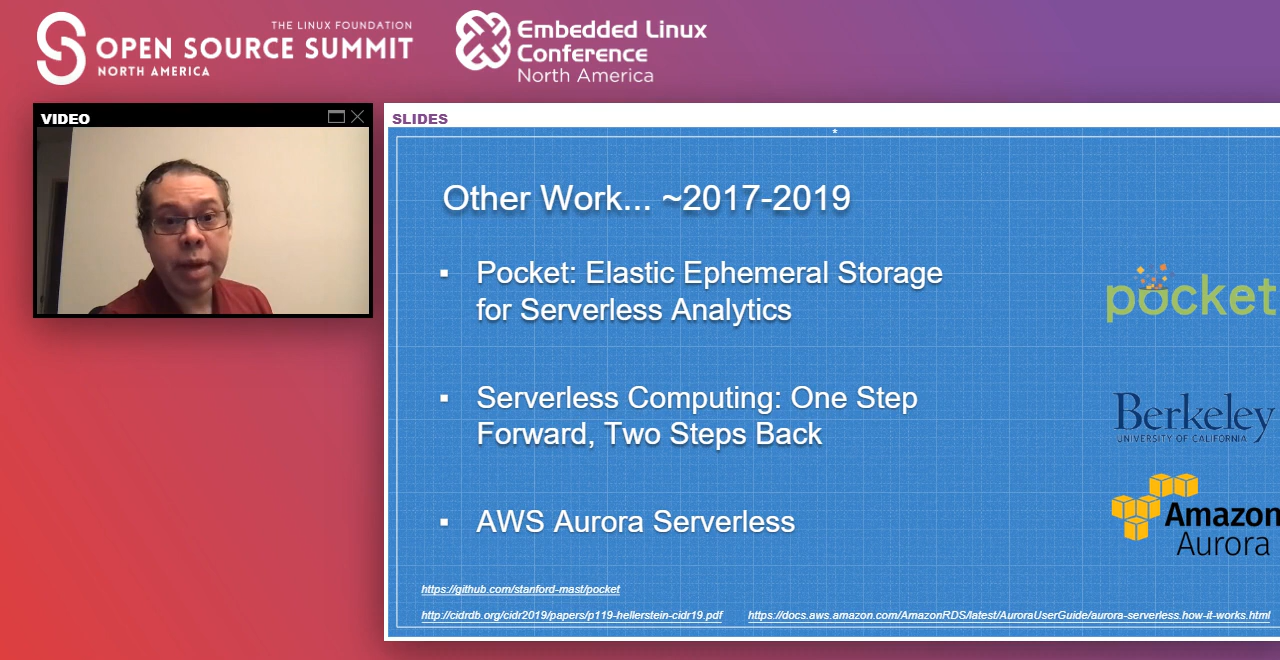 THE LINUX FOUNDATION
OPEN SOURCE SUMMIT
NORTH AMERICA
Embedded Linux
Conference
North America
VIDEO
SLIDES
*
Other Work... ~2017-2019
▪ Pocket: Elastic Ephemeral Storage
for Serverless Analytics
pocket
▪ Serverless Computing: One Step
Forward, Two Steps Back
Berkeley
UNIVERSITY OF CALIFORNIA
▪ AWS Aurora Serverless
Amazon
Aurora
https://github.com/stanford-mast/pocket
http://cidrdb.org/cidr2019/papers/p119-hellerstein-cidr19.pdf https://docs.aws.amazon.com/AmazonRDS/latest/AuroraUserGuide/aurora-serverless.how-it-works.html